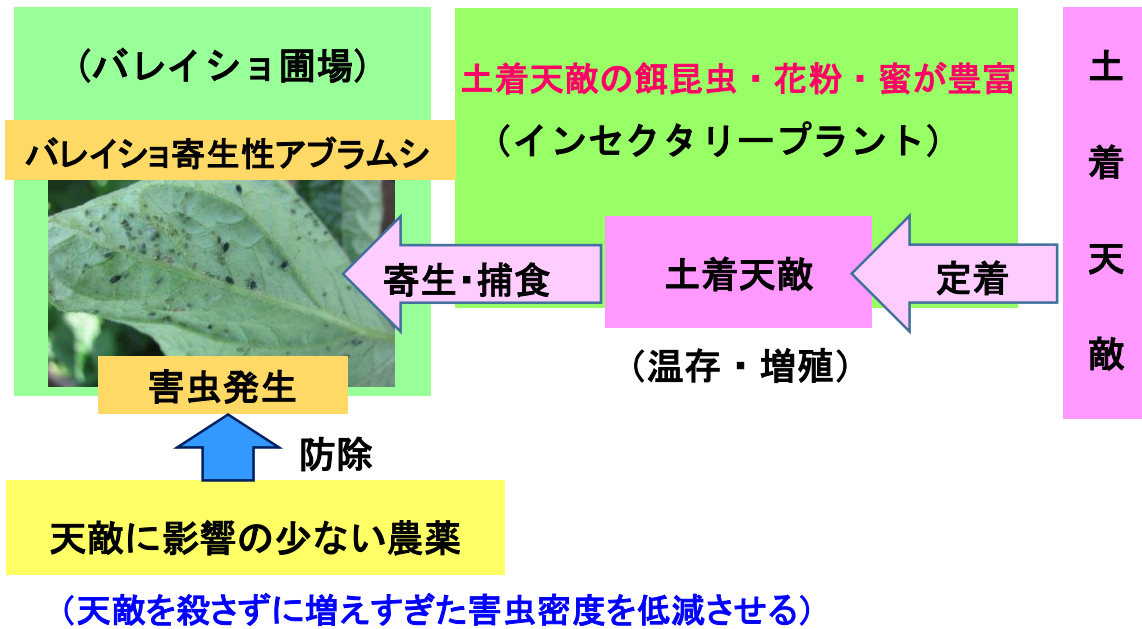 （バレイショ圃場）
バレイショ寄生性アブラムシ
害虫発生
防除
天敵に影響の少ない農薬
（天敵を殺さずに増えすぎた害虫密度を低減させる）
土着天敵の餌昆虫・花粉・蜜が豊富
（インセクタリープラント）
寄生・捕食
土着天敵
（温存・増殖）
定着
土着天敵